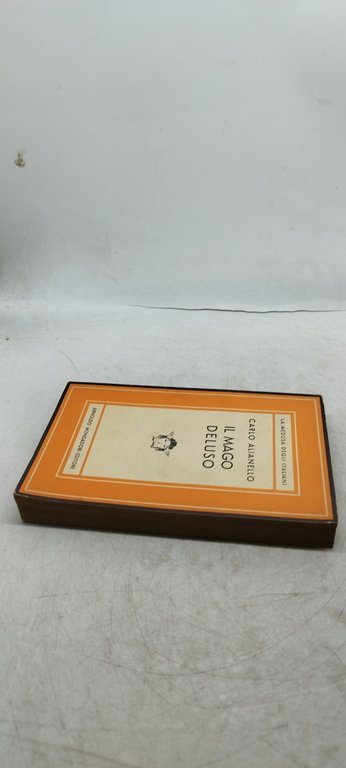 LA MEDUSA DEGLI ITALIANI
CARLO ALIANELLO
IL MAGO
DELUSO
ARNOLDO MONDADORI EDITORE